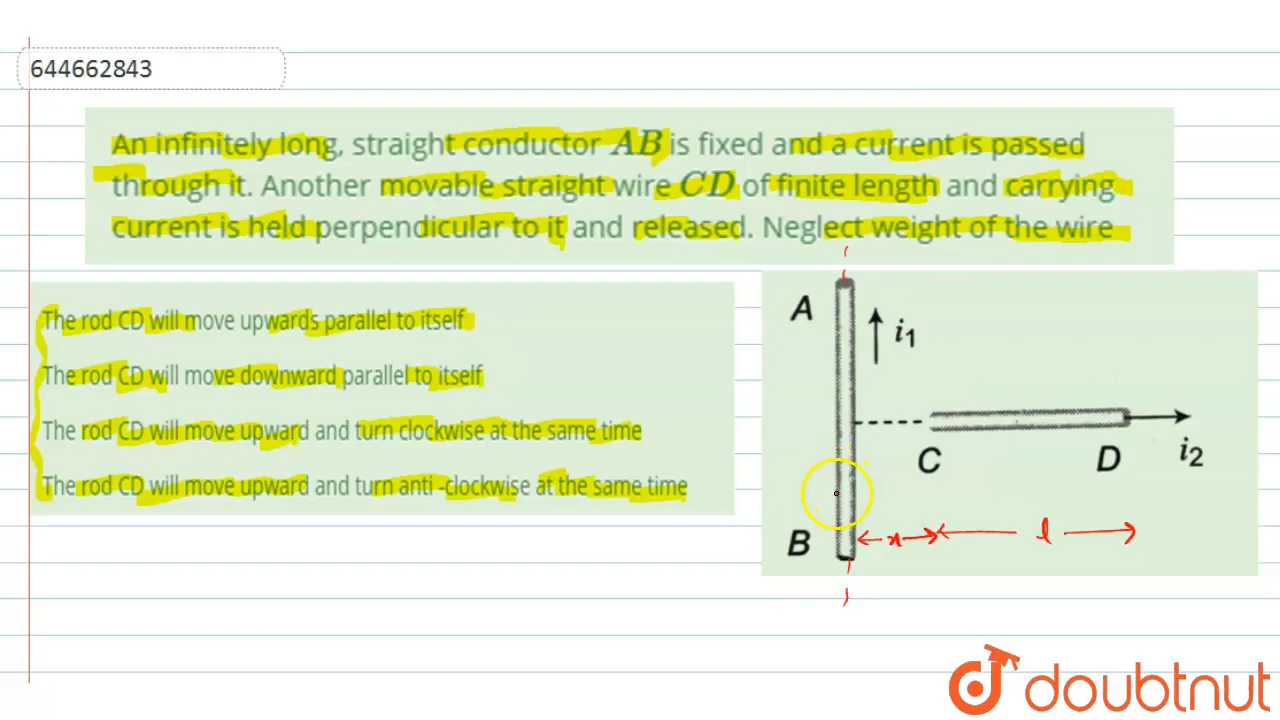 644662843
An infinitely long, straight conductor AB is fixed and a current is passed
through it. Another movable straight wire CD of finite length and carrying
current is held perpendicular to it and released. Neglect weight of the wire
The rod CD will move upwards parallel to itself
The rod CD will move downward parallel to itself
The rod CD will move upward and turn clockwise at the same time
The rod CD will move upward and turn anti -clockwise at the same time
A
i₁
C
D
i₂
B
x
l
doubtnut